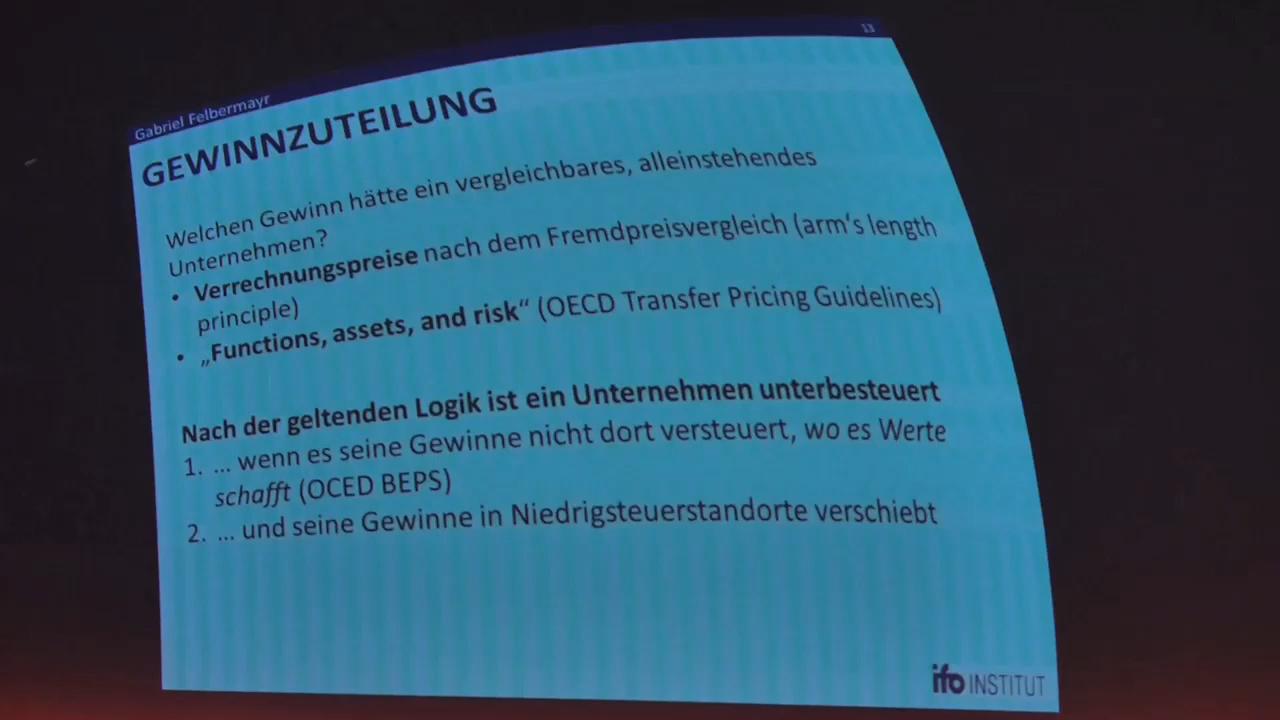 13
Gabriel Felbermayr
GEWINNZUTEILUNG
Welchen Gewinn hätte ein vergleichbares, alleinstehendes
Unternehmen?
• Verrechnungspreise nach dem Fremdpreisvergleich (arm‘s length
principle)
• „Functions, assets, and risk“ (OECD Transfer Pricing Guidelines)
Nach der geltenden Logik ist ein Unternehmen unterbesteuert
1. ... wenn es seine Gewinne nicht dort versteuert, wo es Werte
schafft (OCED BEPS)
2. ... und seine Gewinne in Niedrigsteuerstandorte verschiebt
ifo INSTITUT